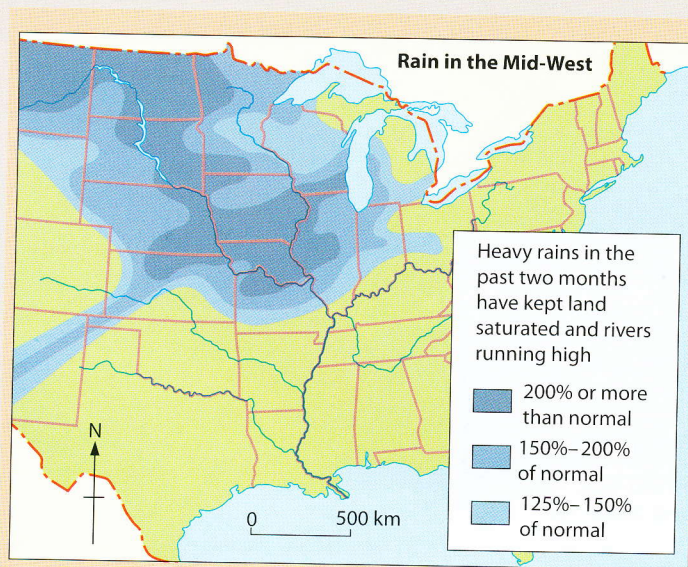 Rain in the Mid-West
Heavy rains in the
past two months
have kept land
saturated and rivers
running high
200% or more
than normal
150%–200%
of normal
125%–150%
of normal
N
0 500 km